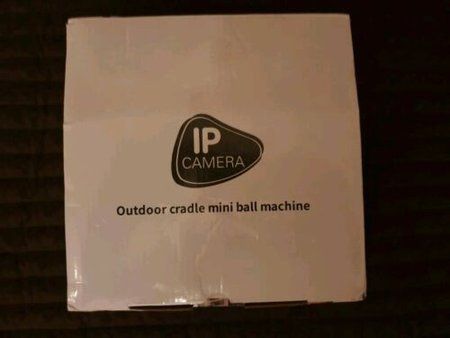 IP
CAMERA
Outdoor cradle mini ball machine